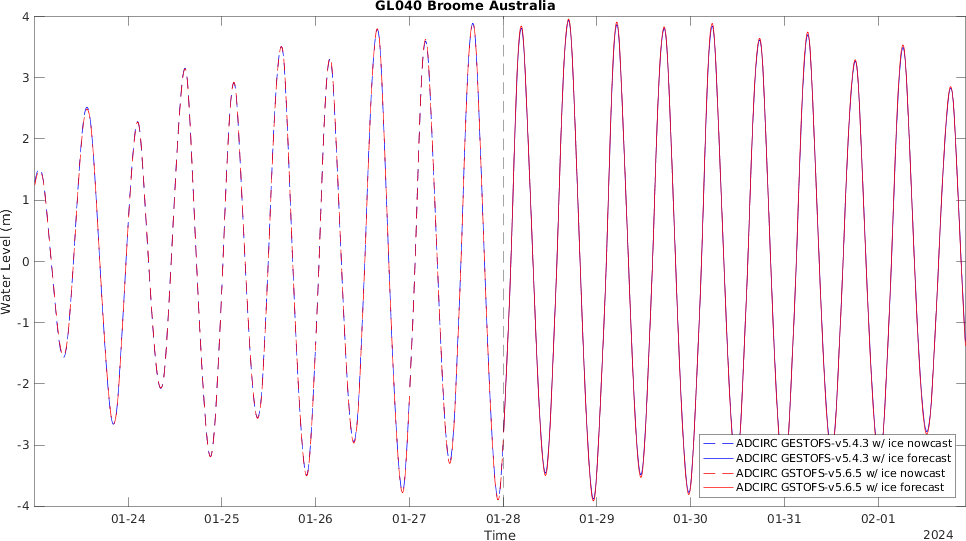 GL040 Broome Australia
Water Level (m)
4
3
2
1
0
-1
-2
-3
-4
ADCIRC GESTOFS-v5.4.3 w/ ice nowcast
ADCIRC GESTOFS-v5.4.3 w/ ice forecast
ADCIRC GSTOFS-v5.6.5 w/ ice nowcast
ADCIRC GSTOFS-v5.6.5 w/ ice forecast
01-24 01-25 01-26 01-27 01-28 01-29 01-30 01-31 02-01
Time
2024